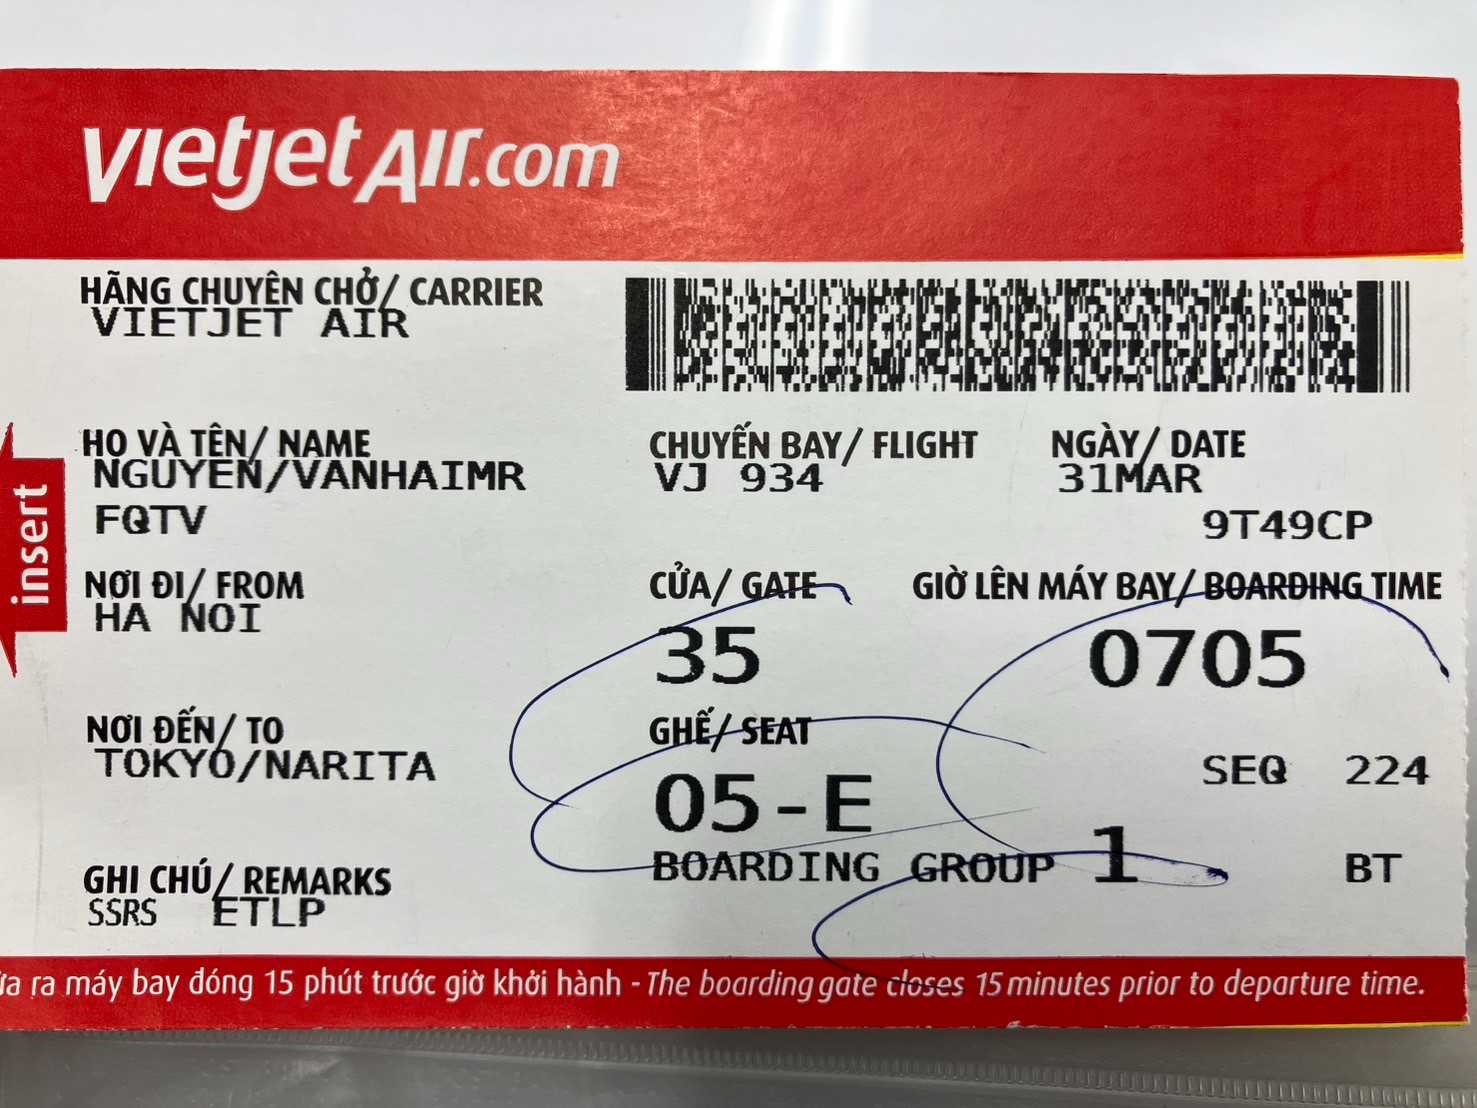 vietjetAir.com
HÃNG CHUYÊN CHỞ/ CARRIER
VIETJET AIR
HỌ VÀ TÊN/ NAME
NGUYEN/VANHAIMR
FQTV
CHUYẾN BAY/ FLIGHT
VJ 934
NGÀY/ DATE
31MAR
9T49CP
insert
NƠI ĐI/ FROM
HA NOI
CỬA/ GATE
35
GIỜ LÊN MÁY BAY/ BOARDING TIME
0705
NƠI ĐẾN/ TO
TOKYO/NARITA
GHẾ/ SEAT
05-E
SEQ 224
BOARDING GROUP 1
BT
GHI CHÚ/ REMARKS
SSRS ETLP
ra máy bay đóng 15 phút trước giờ khởi hành - The boarding gate closes 15 minutes prior to departure time.